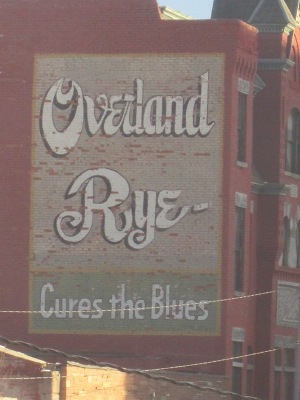 Overland
Rye
Cures the Blues